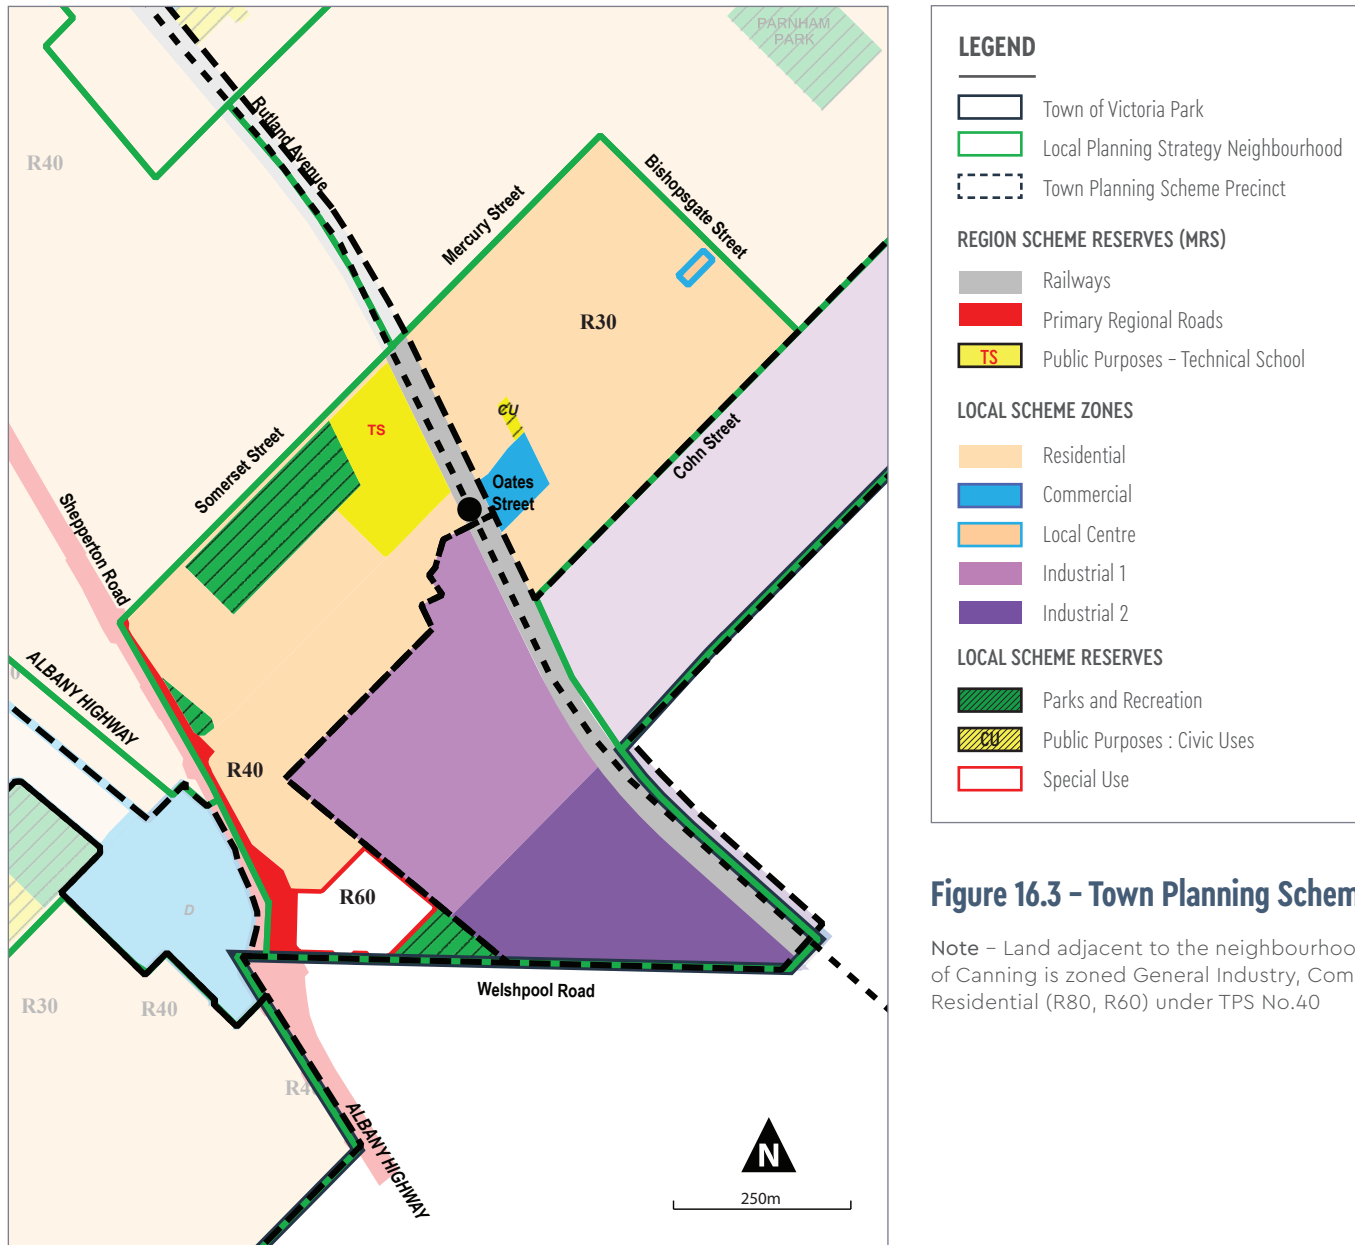 PARNHAM
PARK
R40
Rutland Avenue
Mercury Street
Bishopsgate Street
R30
TS
CU
Oates
Street
Cohn Street
Somerset Street
Shepperton Road
ALBANY HIGHWAY
R40
R60
D
R30
R40
Welshpool Road
R4
ALBANY HIGHWAY
N
250m
LEGEND
Town of Victoria Park
Local Planning Strategy Neighbourhood
Town Planning Scheme Precinct
REGION SCHEME RESERVES (MRS)
Railways
Primary Regional Roads
TS Public Purposes – Technical School
LOCAL SCHEME ZONES
Residential
Commercial
Local Centre
Industrial 1
Industrial 2
LOCAL SCHEME RESERVES
Parks and Recreation
CU Public Purposes : Civic Uses
Special Use
Figure 16.3 – Town Planning Schem
Note – Land adjacent to the neighbourhoo
of Canning is zoned General Industry, Com
Residential (R80, R60) under TPS No.40